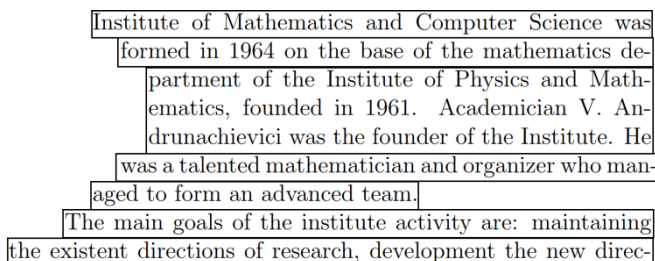 Institute of Mathematics and Computer Science was
formed in 1964 on the base of the mathematics de-
partment of the Institute of Physics and Math-
ematics, founded in 1961. Academician V. An-
drunachievici was the founder of the Institute. He
was a talented mathematician and organizer who man-
aged to form an advanced team.
The main goals of the institute activity are: maintaining
the existent directions of research, development the new direc-